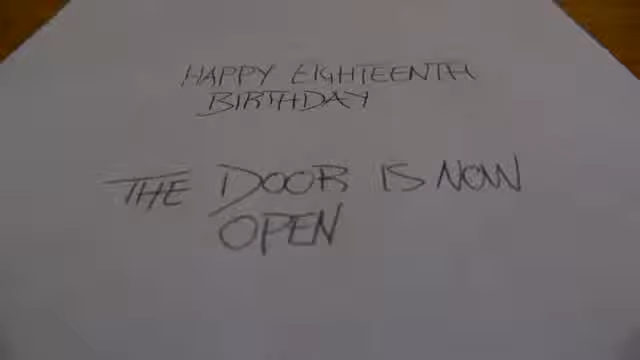 HAPPY EIGHTEENTH
BIRTHDAY
THE DOOR IS NOW
OPEN